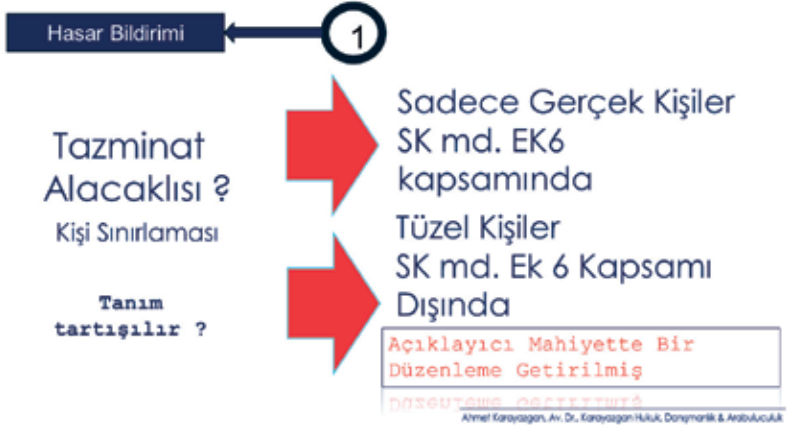 Hasar Bildirimi
1
Tazminat
Alacaklısı ?
Kişi Sınırlaması
Tanım
tartışılır ?
Sadece Gerçek Kişiler
SK md. EK6
kapsamında
Tüzel Kişiler
SK md. Ek 6 Kapsamı
Dışında
Açıklayıcı Mahiyette Bir
Düzenleme Getirilmiş
Ahmet Karayazgan, Av. Dr., Karayazgan Hukuk, Danışmanlık & Arabuluculuk